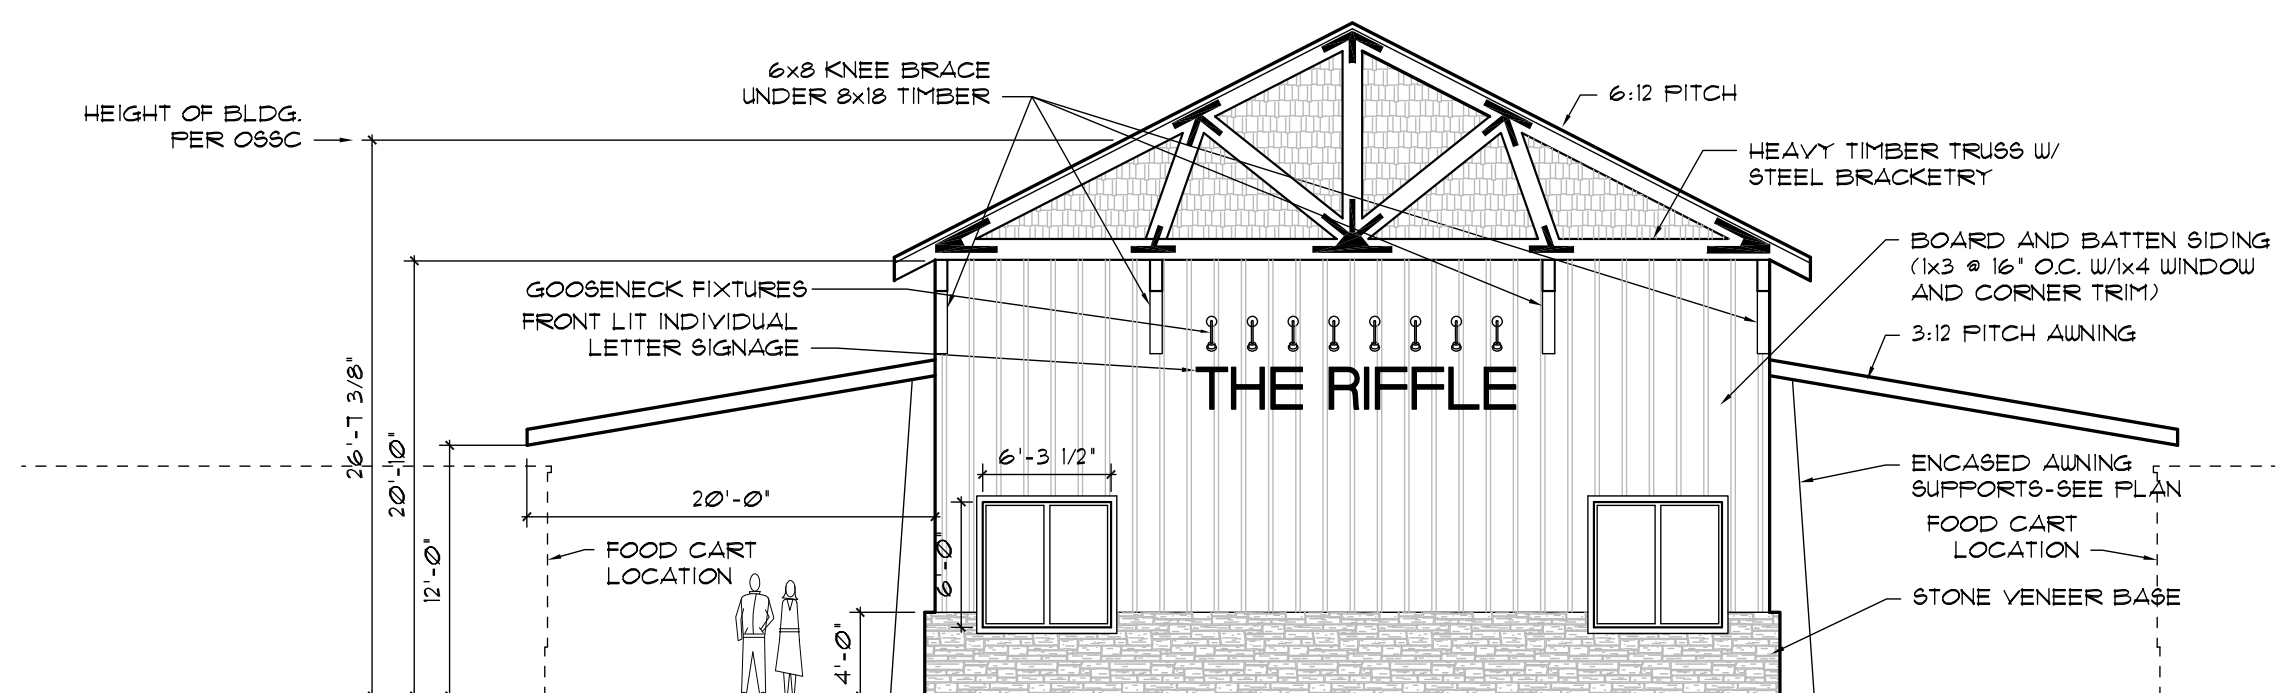 6x8 KNEE BRACE
UNDER 8x18 TIMBER
HEIGHT OF BLDG.
PER OSSC
6:12 PITCH
HEAVY TIMBER TRUSS W/
STEEL BRACKETRY
BOARD AND BATTEN SIDING
(1x3 @ 16" O.C. W/1x4 WINDOW
AND CORNER TRIM)
GOOSENECK FIXTURES
FRONT LIT INDIVIDUAL
LETTER SIGNAGE
3:12 PITCH AWNING
THE RIFFLE
26'-7 3/8"
20'-10"
12'-0"
20'-0"
6'-3 1/2"
6'-0"
4'-0"
ENCASED AWNING
SUPPORTS-SEE PLAN
FOOD CART
LOCATION
FOOD CART
LOCATION
STONE VENEER BASE